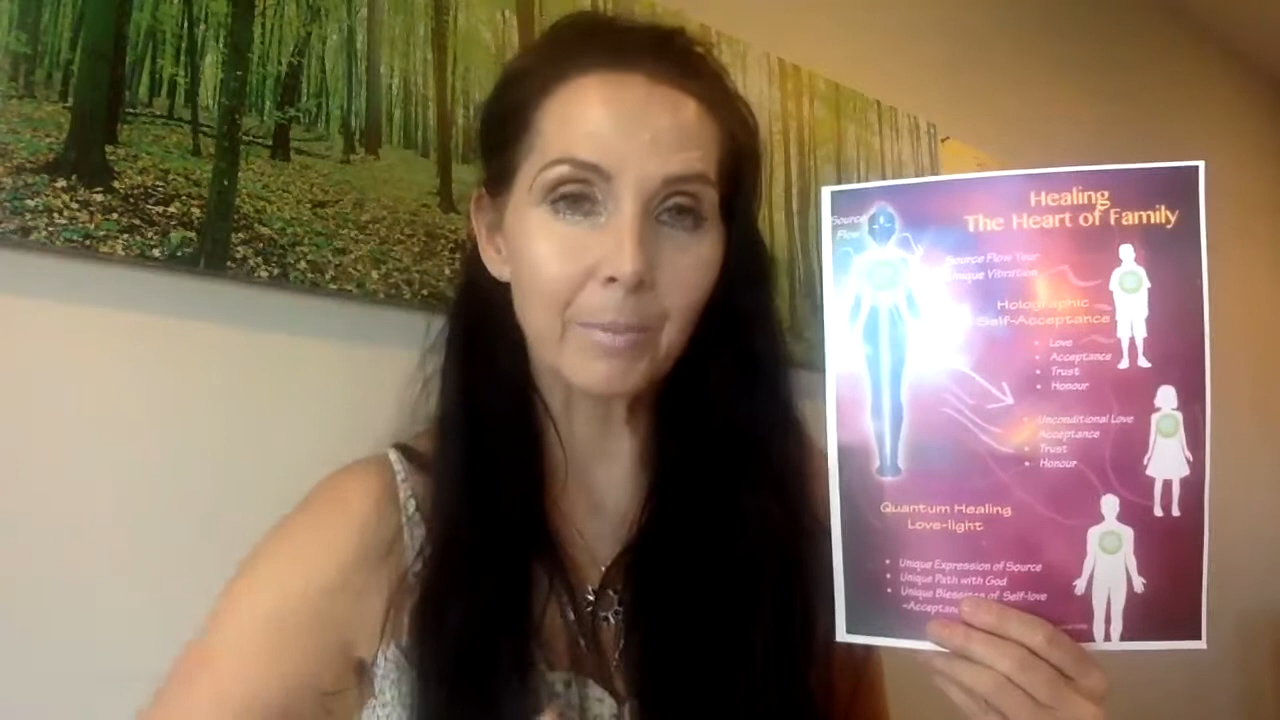 Healing
The Heart of Family
Source
Flow
Source Flow Your
Unique Vibration
Holographic
Self-Acceptance
• Love
• Acceptance
• Trust
• Honour
• Unconditional Love
Acceptance
• Trust
• Honour
Quantum Healing
Love-light
• Unique Expression of Source
• Unique Path with God
• Unique Blessings of Self-love
-Acceptance